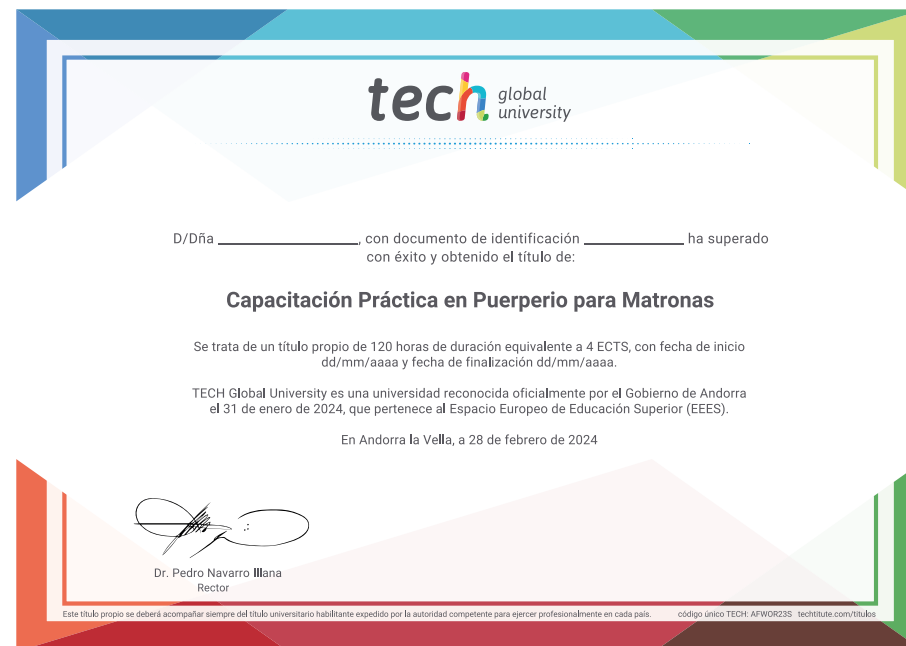 tech global university
D/Dña ____________________, con documento de identificación ______________ ha superado
con éxito y obtenido el título de:
Capacitación Práctica en Puerperio para Matronas
Se trata de un título propio de 120 horas de duración equivalente a 4 ECTS, con fecha de inicio
dd/mm/aaaa y fecha de finalización dd/mm/aaaa.
TECH Global University es una universidad reconocida oficialmente por el Gobierno de Andorra
el 31 de enero de 2024, que pertenece al Espacio Europeo de Educación Superior (EEES).
En Andorra la Vella, a 28 de febrero de 2024
Dr. Pedro Navarro Illana
Rector
Este título propio se deberá acompañar siempre del título universitario habilitante expedido por la autoridad competente para ejercer profesionalmente en cada país. código único TECH: AFWOR23S techtitute.com/titulos